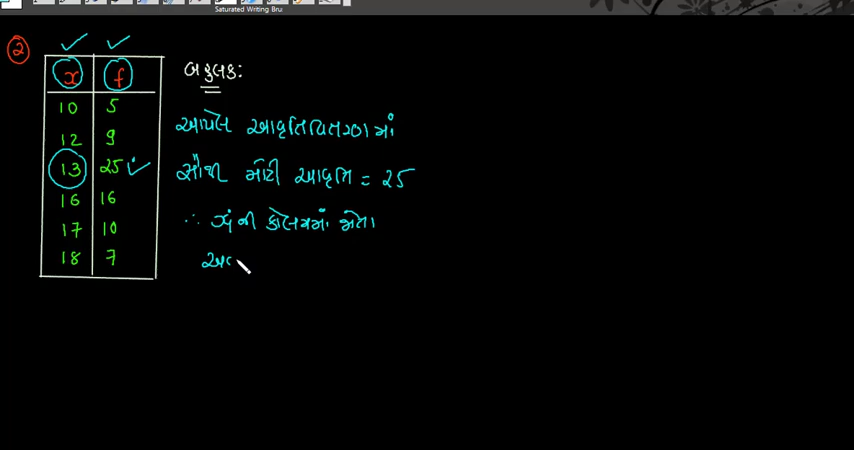 Saturated Writing Bru
2
x f
બહુલક:
10 5
12 9
આપેલ આવૃતિવિતરણમાં
13 25
સૌથી મોટી આવૃતિ = 25
16 16
17 10
∴ x ની કોલમમાં જોતા
18 7